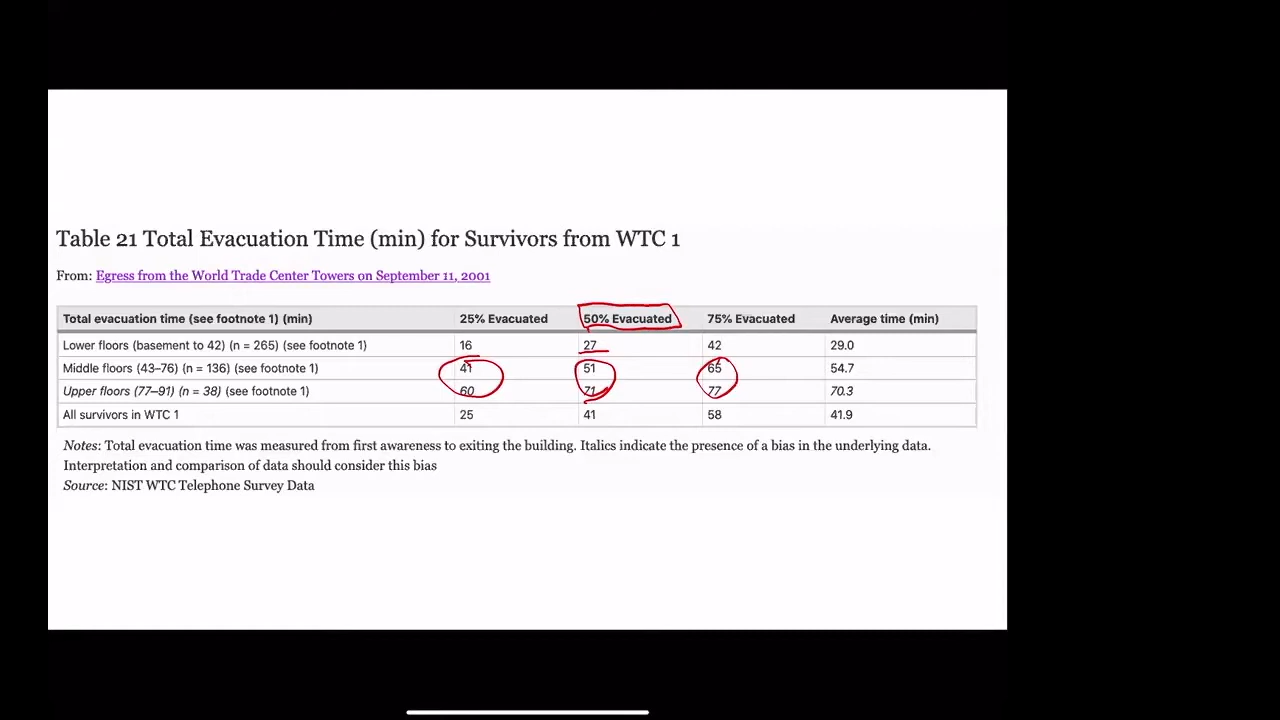 Table 21 Total Evacuation Time (min) for Survivors from WTC 1
From: Egress from the World Trade Center Towers on September 11, 2001
Total evacuation time (see footnote 1) (min) 25% Evacuated 50% Evacuated 75% Evacuated Average time (min)
Lower floors (basement to 42) (n = 265) (see footnote 1) 16 27 42 29.0
Middle floors (43–76) (n = 136) (see footnote 1) 41 51 65 54.7
Upper floors (77–91) (n = 38) (see footnote 1) 60 71 77 70.3
All survivors in WTC 1 25 41 58 41.9
Notes: Total evacuation time was measured from first awareness to exiting the building. Italics indicate the presence of a bias in the underlying data.
Interpretation and comparison of data should consider this bias
Source: NIST WTC Telephone Survey Data